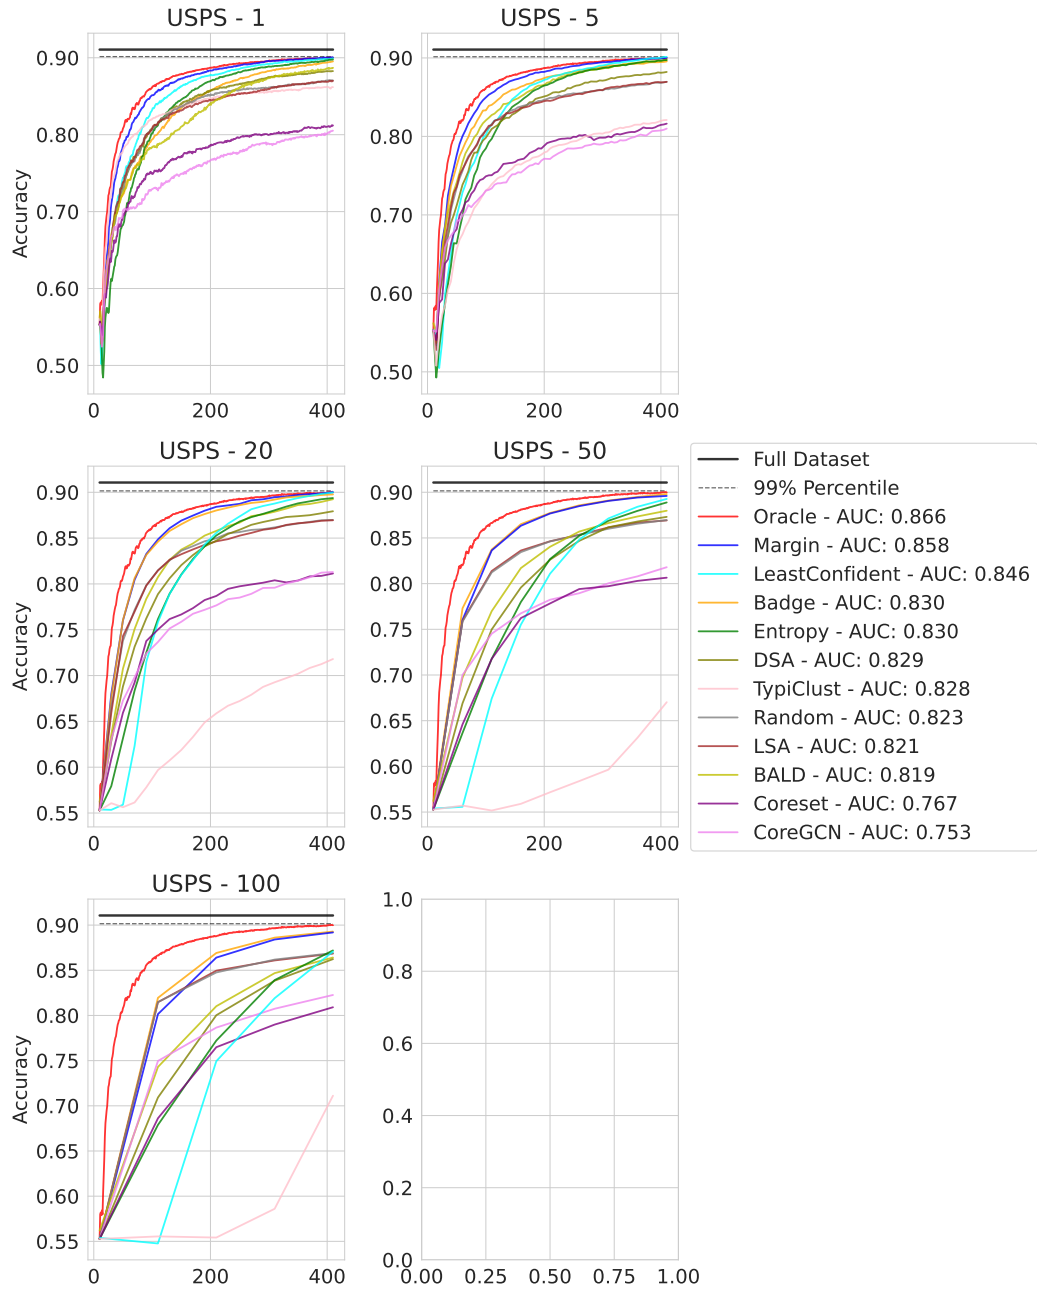 USPS - 1
USPS - 5
Accuracy
0.90
0.80
0.70
0.60
0.50
0
200
400
0.90
0.80
0.70
0.60
0.50
0
200
400
USPS - 20
USPS - 50
Accuracy
0.90
0.85
0.80
0.75
0.70
0.65
0.60
0.55
0
200
400
0.90
0.85
0.80
0.75
0.70
0.65
0.60
0.55
0
200
400
Full Dataset
99% Percentile
Oracle - AUC: 0.866
Margin - AUC: 0.858
LeastConfident - AUC: 0.846
Badge - AUC: 0.830
Entropy - AUC: 0.830
DSA - AUC: 0.829
TypiClust - AUC: 0.828
Random - AUC: 0.823
LSA - AUC: 0.821
BALD - AUC: 0.819
Coreset - AUC: 0.767
CoreGCN - AUC: 0.753
USPS - 100
Accuracy
0.90
0.85
0.80
0.75
0.70
0.65
0.60
0.55
0
200
400
1.0
0.8
0.6
0.4
0.2
0.0
0.00
0.25
0.50
0.75
1.00